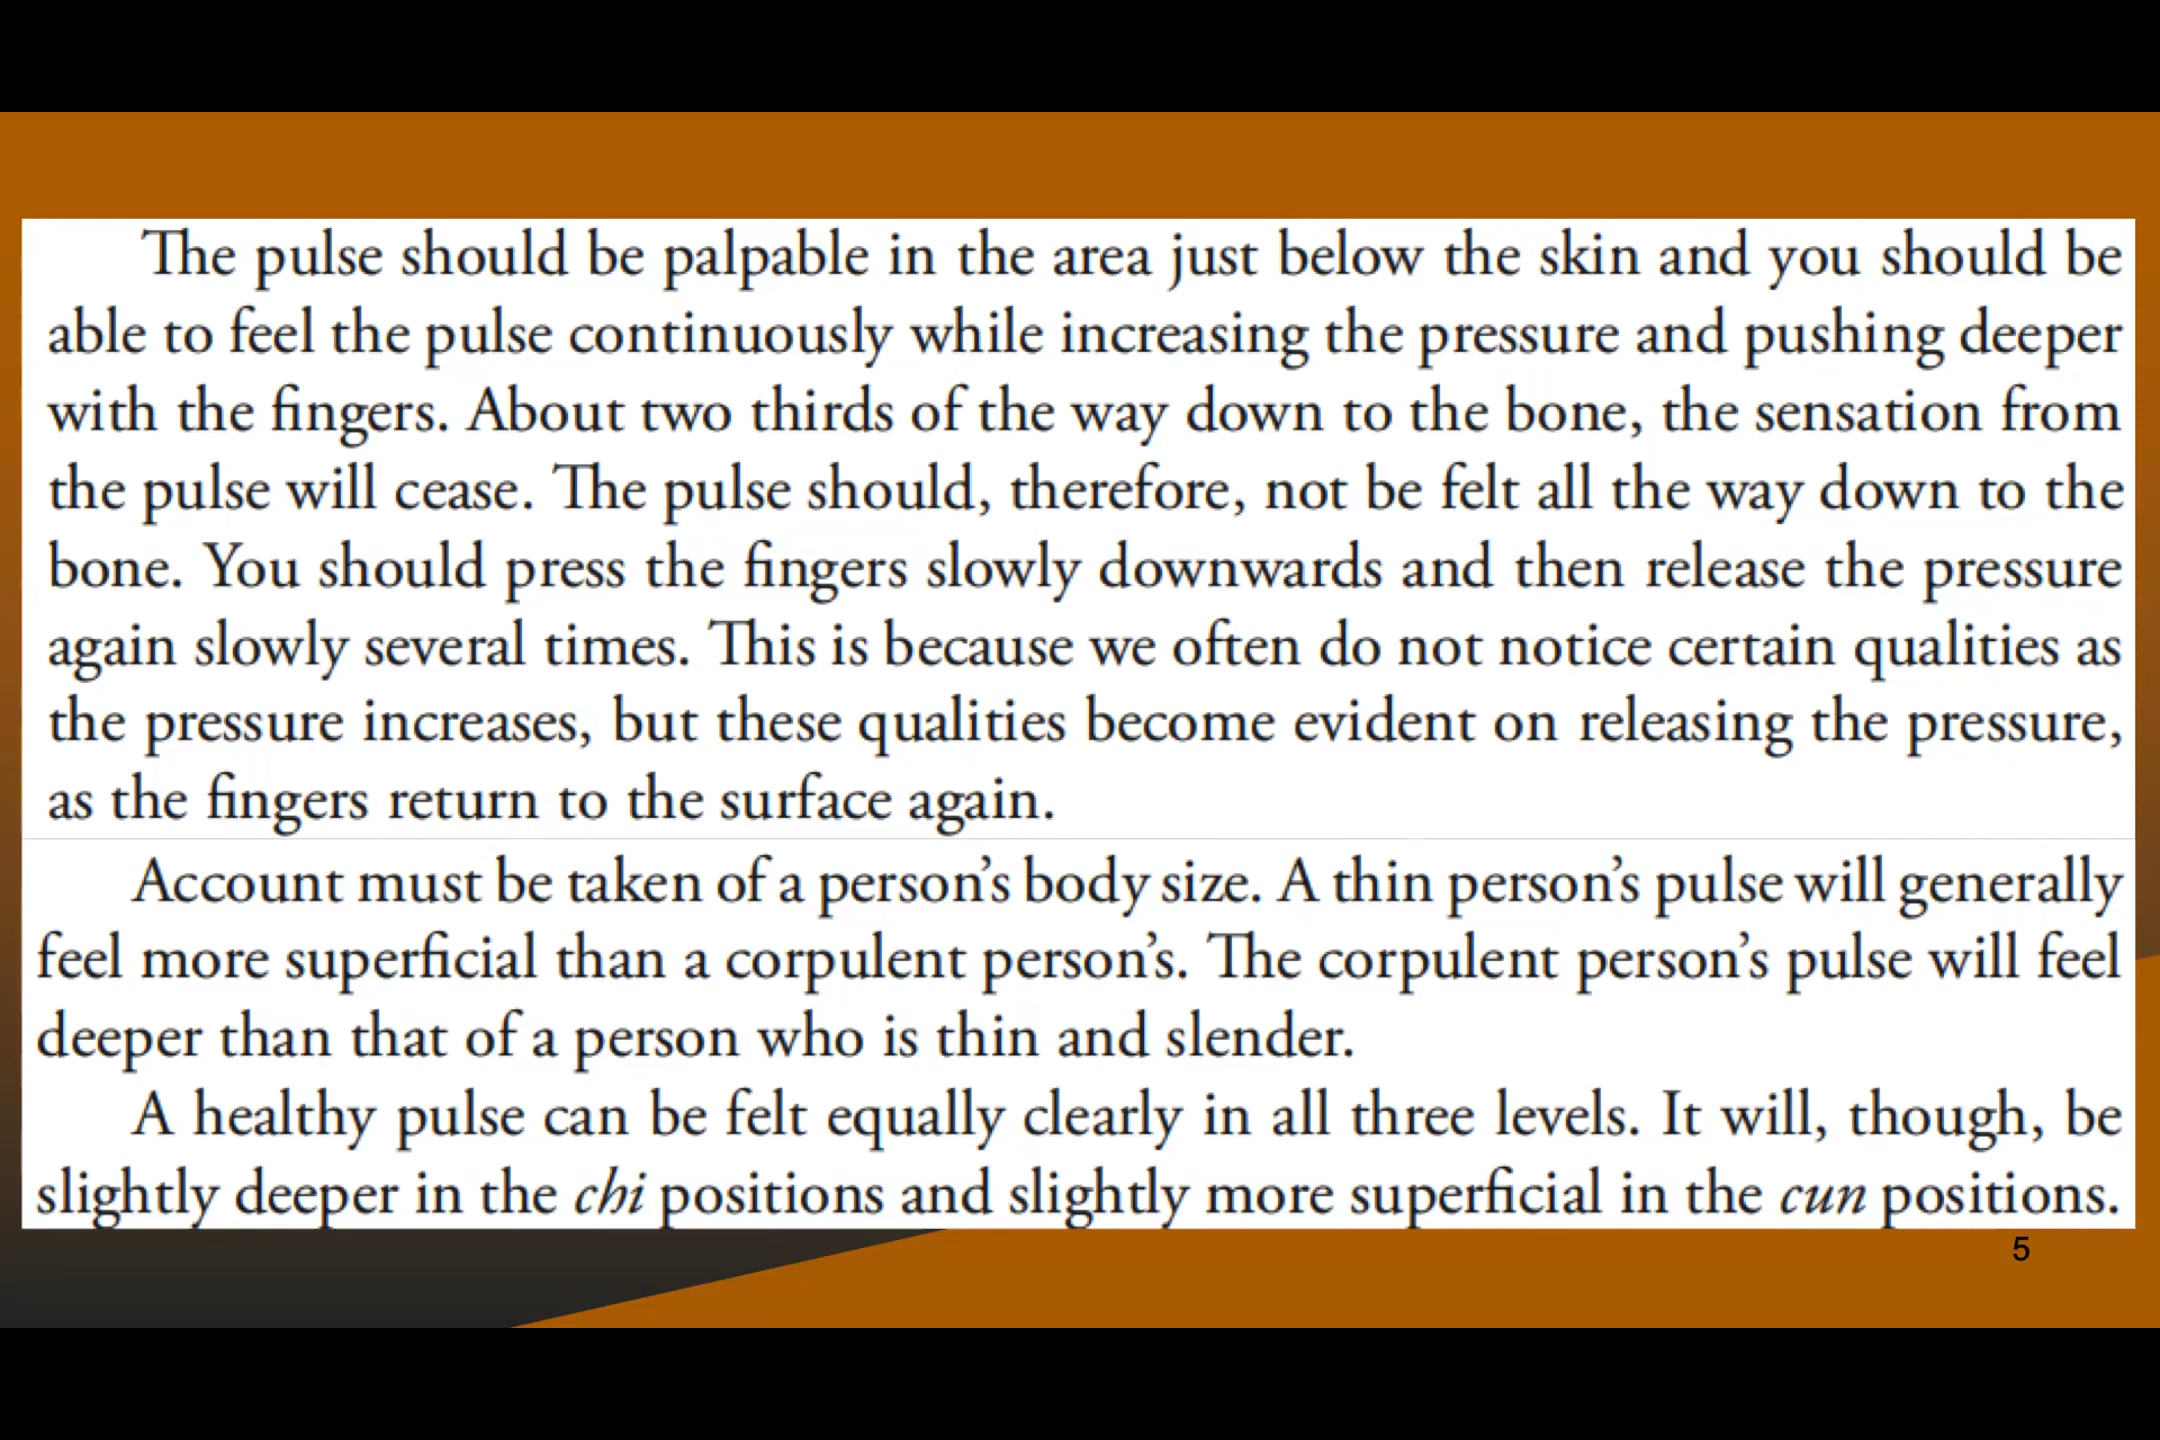 The pulse should be palpable in the area just below the skin and you should be
able to feel the pulse continuously while increasing the pressure and pushing deeper
with the fingers. About two thirds of the way down to the bone, the sensation from
the pulse will cease. The pulse should, therefore, not be felt all the way down to the
bone. You should press the fingers slowly downwards and then release the pressure
again slowly several times. This is because we often do not notice certain qualities as
the pressure increases, but these qualities become evident on releasing the pressure,
as the fingers return to the surface again.
Account must be taken of a person’s body size. A thin person’s pulse will generally
feel more superficial than a corpulent person’s. The corpulent person’s pulse will feel
deeper than that of a person who is thin and slender.
A healthy pulse can be felt equally clearly in all three levels. It will, though, be
slightly deeper in the chi positions and slightly more superficial in the cun positions.
5